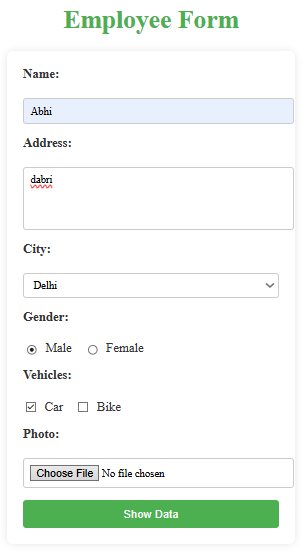 Employee Form
Name:
Abhi
Address:
dabri
City:
Delhi
Gender:
Male Female
Vehicles:
Car Bike
Photo:
Choose File No file chosen
Show Data